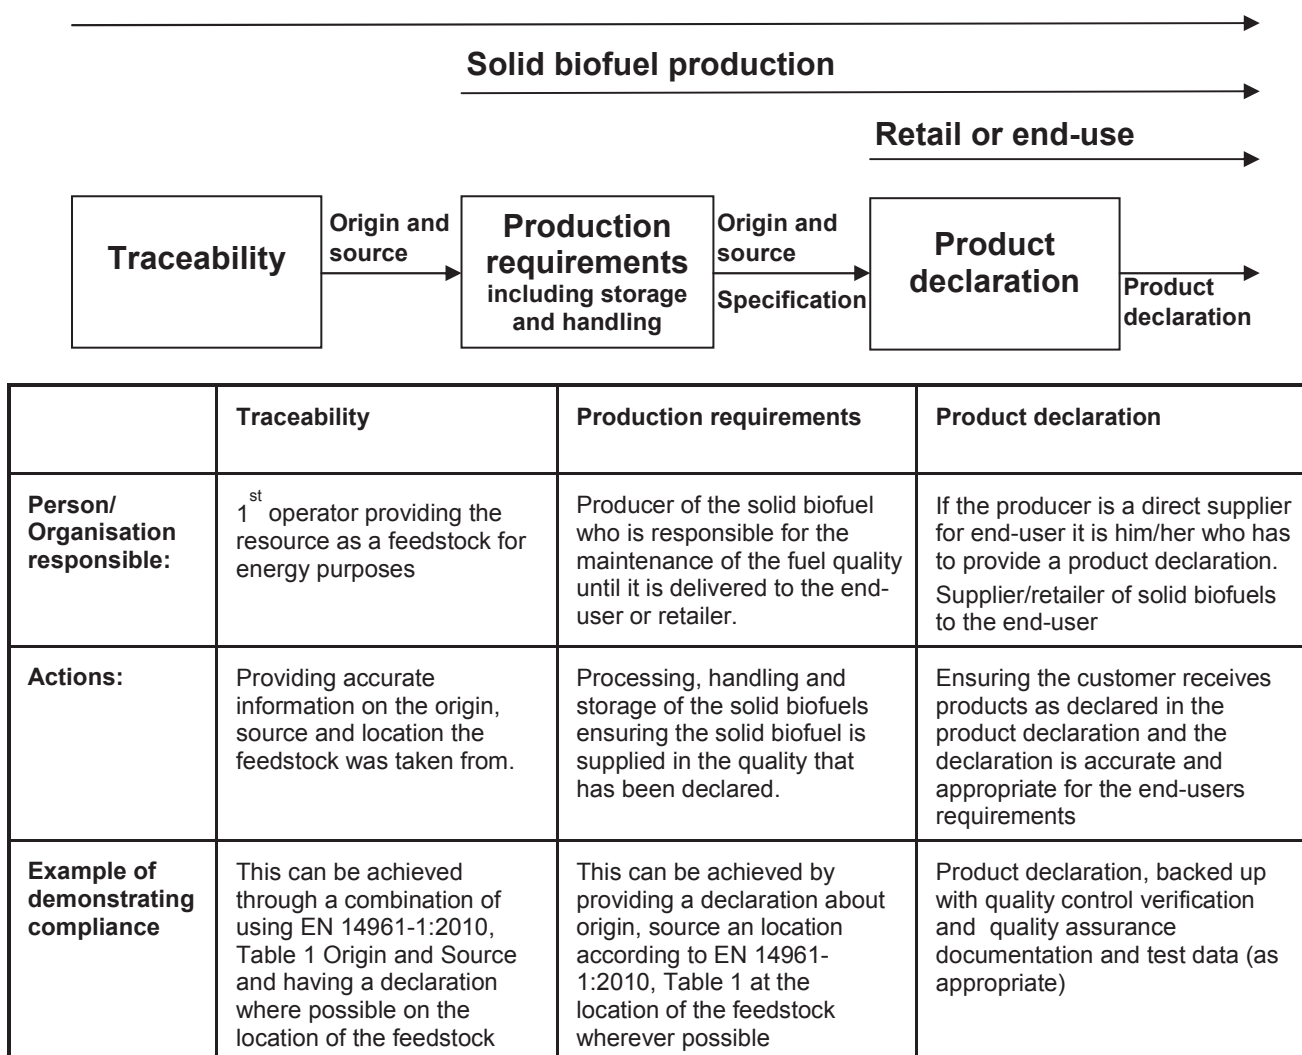 Solid biofuel production
Retail or end-use
Traceability
Origin and
source
Production
requirements
including storage
and handling
Origin and
source
Specification
Product
declaration
Product
declaration
Traceability
Production requirements
Product declaration
Person/
Organisation
responsible:
1st operator providing the
resource as a feedstock for
energy purposes
Producer of the solid biofuel
who is responsible for the
maintenance of the fuel quality
until it is delivered to the end-
user or retailer.
If the producer is a direct supplier
for end-user it is him/her who has
to provide a product declaration.
Supplier/retailer of solid biofuels
to the end-user
Actions:
Providing accurate
information on the origin,
source and location the
feedstock was taken from.
Processing, handling and
storage of the solid biofuels
ensuring the solid biofuel is
supplied in the quality that
has been declared.
Ensuring the customer receives
products as declared in the
product declaration and the
declaration is accurate and
appropriate for the end-users
requirements
Example of
demonstrating
compliance
This can be achieved
through a combination of
using EN 14961-1:2010,
Table 1 Origin and Source
and having a declaration
where possible on the
location of the feedstock
This can be achieved by
providing a declaration about
origin, source an location
according to EN 14961-
1:2010, Table 1 at the
location of the feedstock
wherever possible
Product declaration, backed up
with quality control verification
and quality assurance
documentation and test data (as
appropriate)